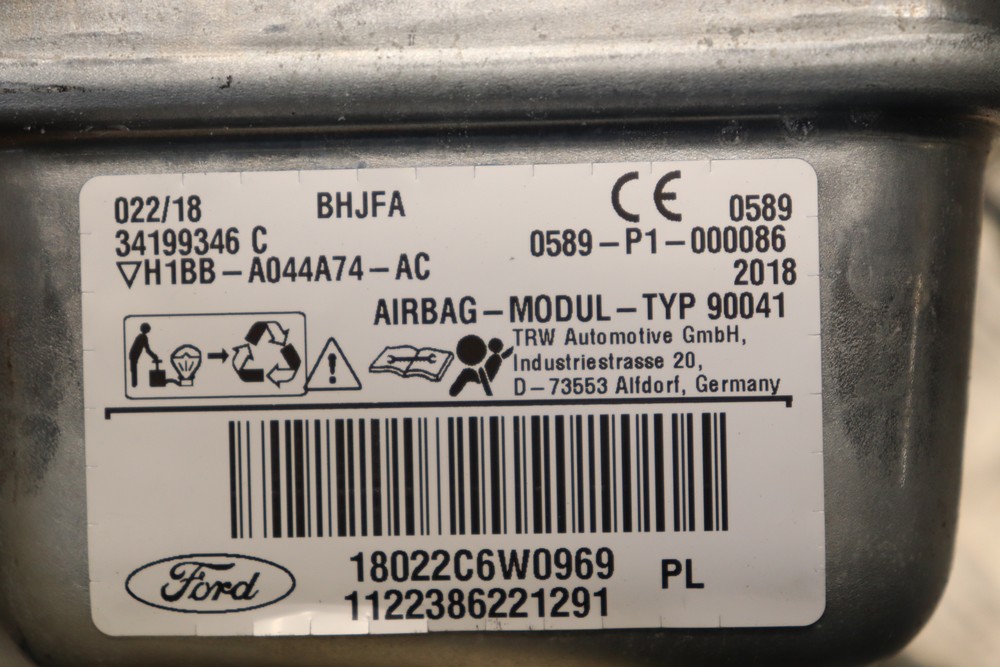 022/18 BHJFA CE 0589
34199346 C 0589-P1-000086
▽H1BB-A044A74-AC 2018
AIRBAG-MODUL-TYP 90041
TRW Automotive GmbH,
Industriestrasse 20,
D-73553 Alfdorf, Germany
18022C6W0969 PL
1122386221291
Ford